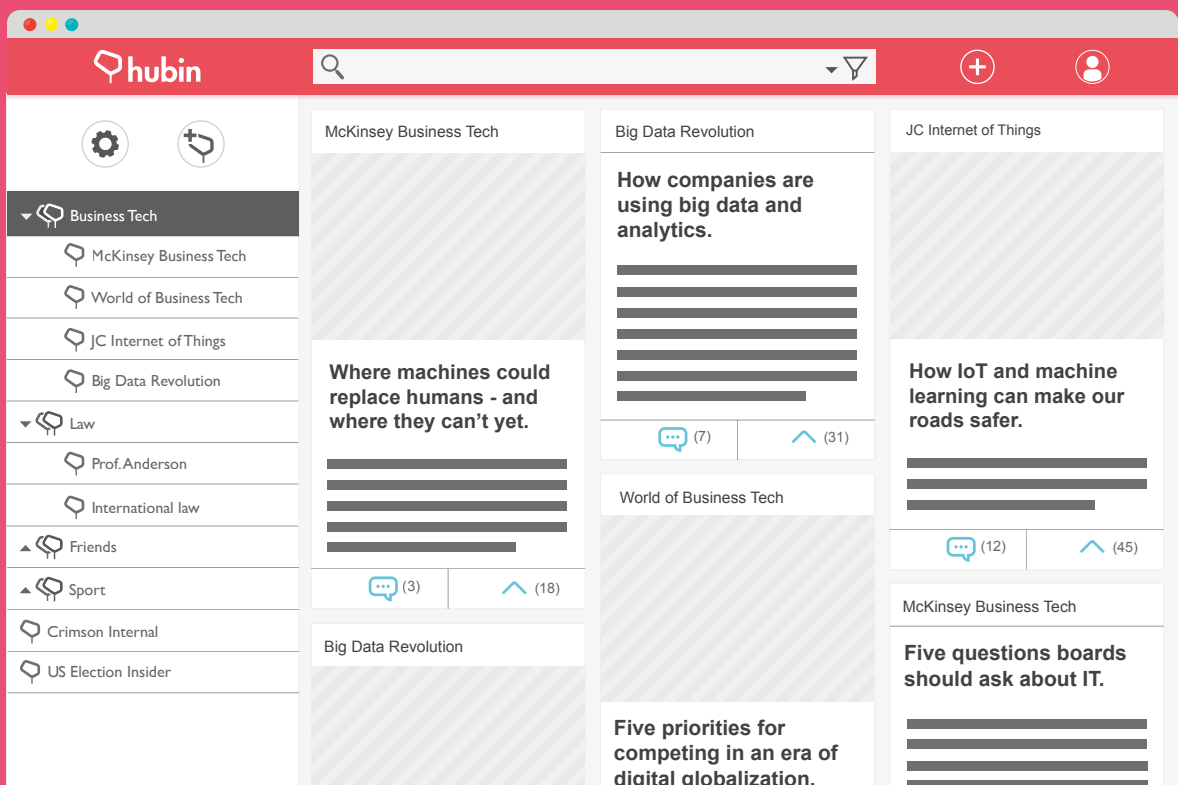 hubin
Business Tech
McKinsey Business Tech
World of Business Tech
JC Internet of Things
Big Data Revolution
Law
Prof. Anderson
International law
Friends
Sport
Crimson Internal
US Election Insider
McKinsey Business Tech
Where machines could
replace humans - and
where they can’t yet.
(3)
(18)
Big Data Revolution
Big Data Revolution
How companies are
using big data and
analytics.
(7)
(31)
World of Business Tech
Five priorities for
competing in an era of
digital globalization.
JC Internet of Things
How IoT and machine
learning can make our
roads safer.
(12)
(45)
McKinsey Business Tech
Five questions boards
should ask about IT.